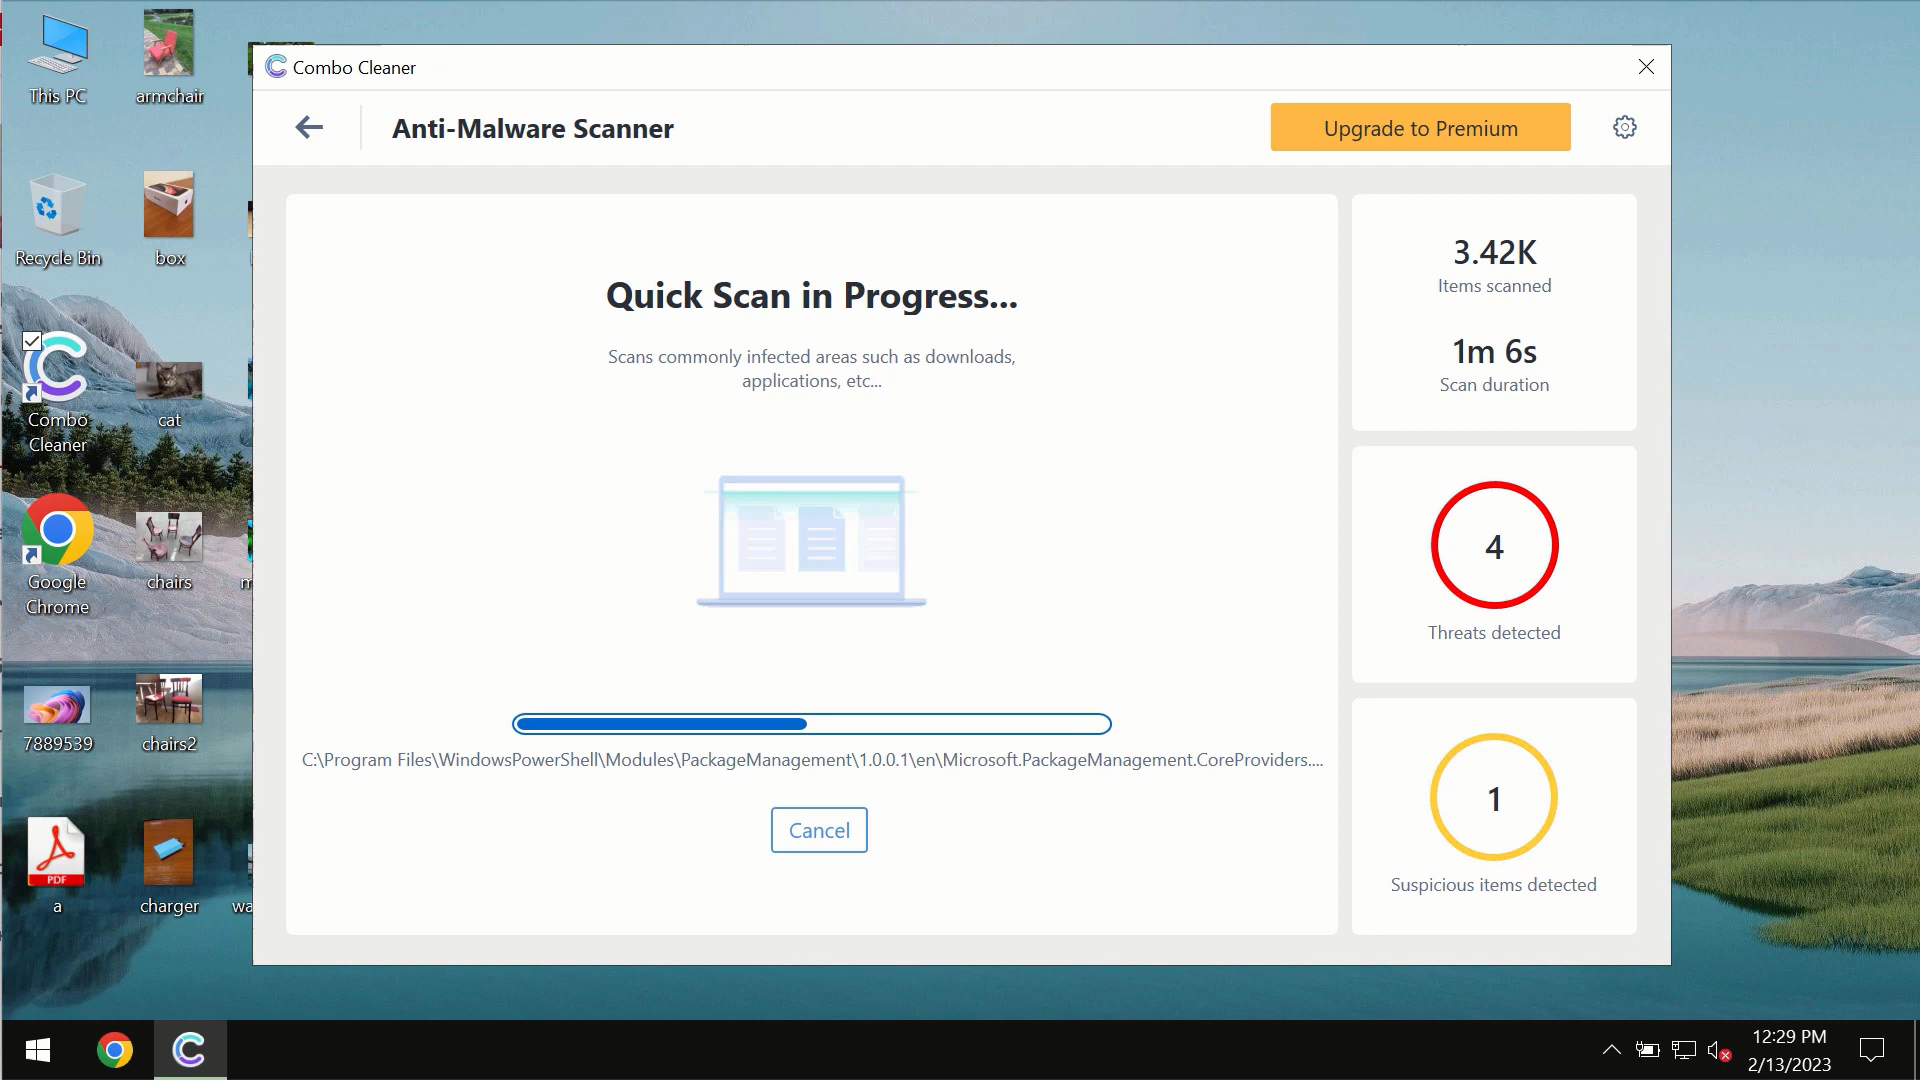 This PC
armchair
Recycle Bin
box
Combo
Cleaner
cat
Google
Chrome
chairs
m
7889539
chairs2
PDF
a
charger
wa
Combo Cleaner
Anti-Malware Scanner
Upgrade to Premium
Quick Scan in Progress...
Scans commonly infected areas such as downloads,
applications, etc...
C:\Program Files\WindowsPowerShell\Modules\PackageManagement\1.0.0.1\en\Microsoft.PackageManagement.CoreProviders....
Cancel
3.42K
Items scanned
1m 6s
Scan duration
4
Threats detected
1
Suspicious items detected
12:29 PM
2/13/2023